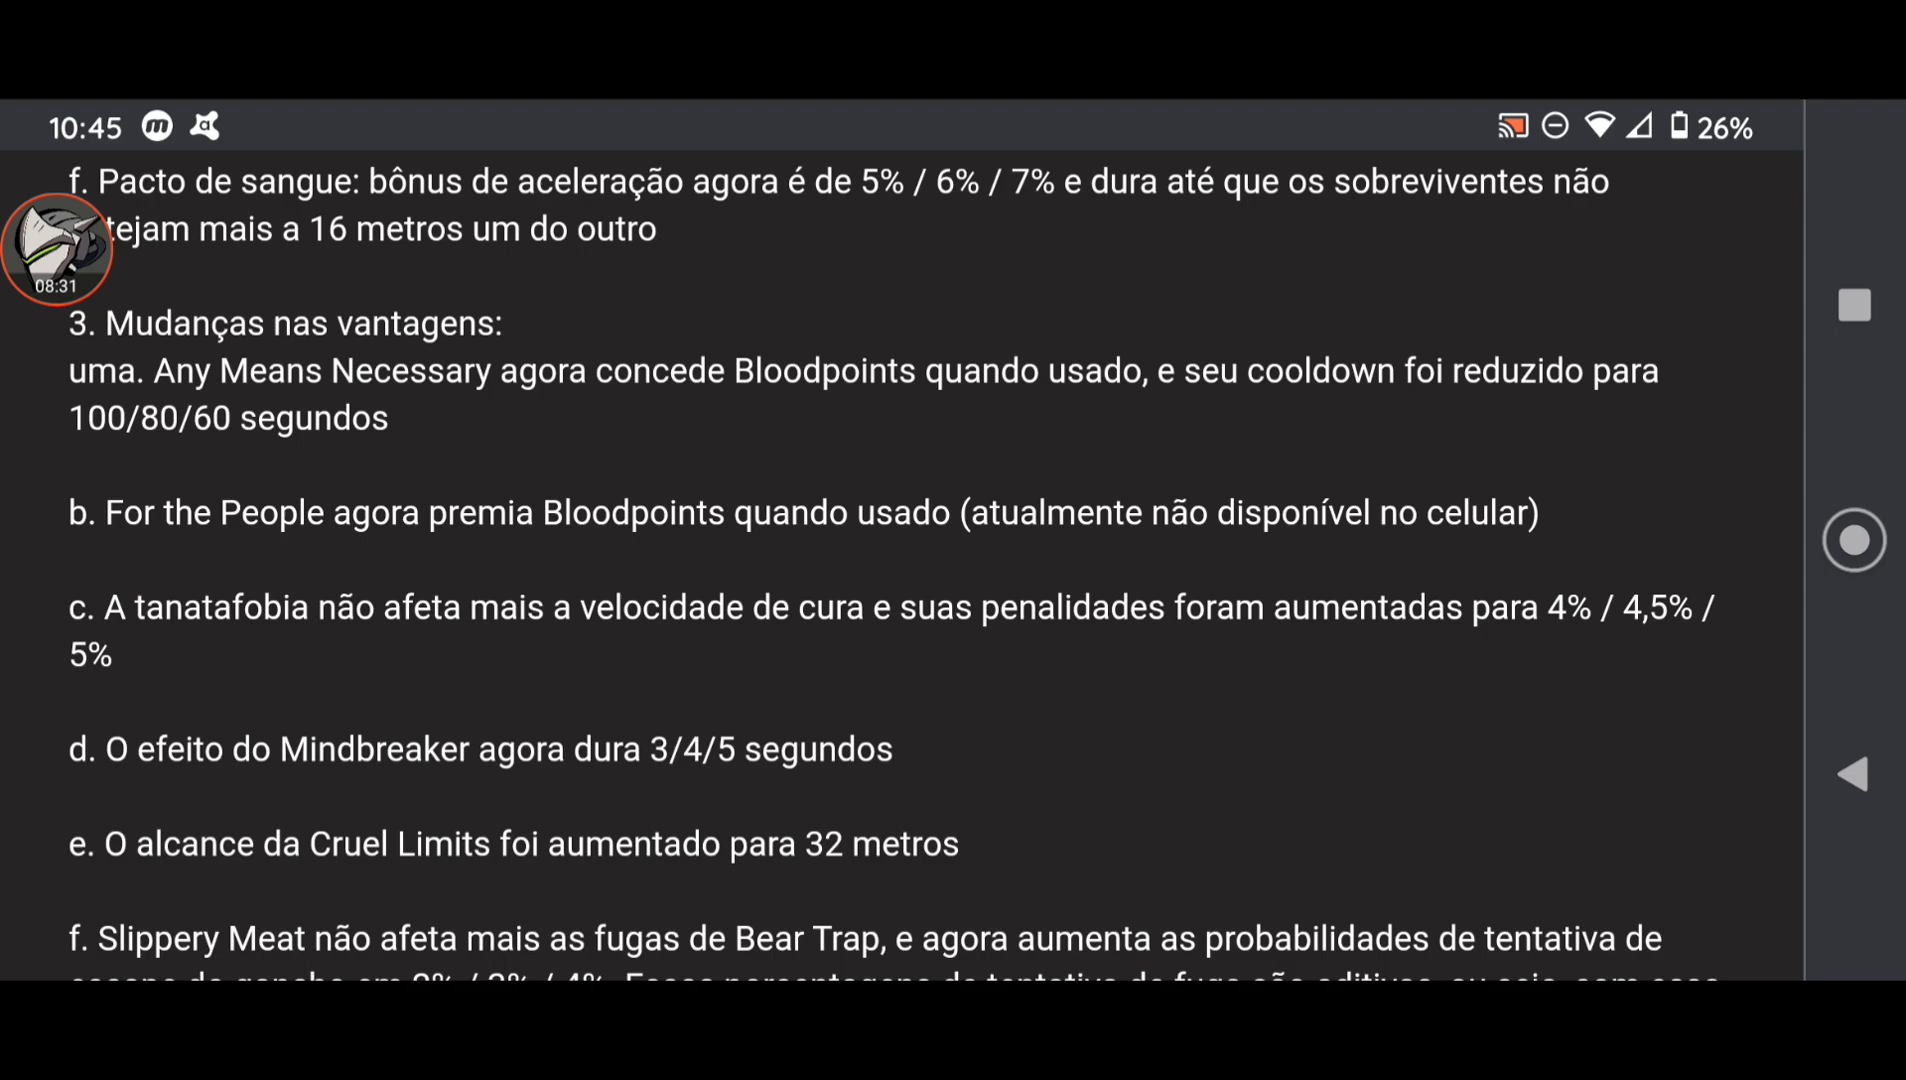 10:45
26%
f. Pacto de sangue: bônus de aceleração agora é de 5% / 6% / 7% e dura até que os sobreviventes não
tejam mais a 16 metros um do outro
08:31
3. Mudanças nas vantagens:
uma. Any Means Necessary agora concede Bloodpoints quando usado, e seu cooldown foi reduzido para
100/80/60 segundos
b. For the People agora premia Bloodpoints quando usado (atualmente não disponível no celular)
c. A tanatafobia não afeta mais a velocidade de cura e suas penalidades foram aumentadas para 4% / 4,5% /
5%
d. O efeito do Mindbreaker agora dura 3/4/5 segundos
e. O alcance da Cruel Limits foi aumentado para 32 metros
f. Slippery Meat não afeta mais as fugas de Bear Trap, e agora aumenta as probabilidades de tentativa de